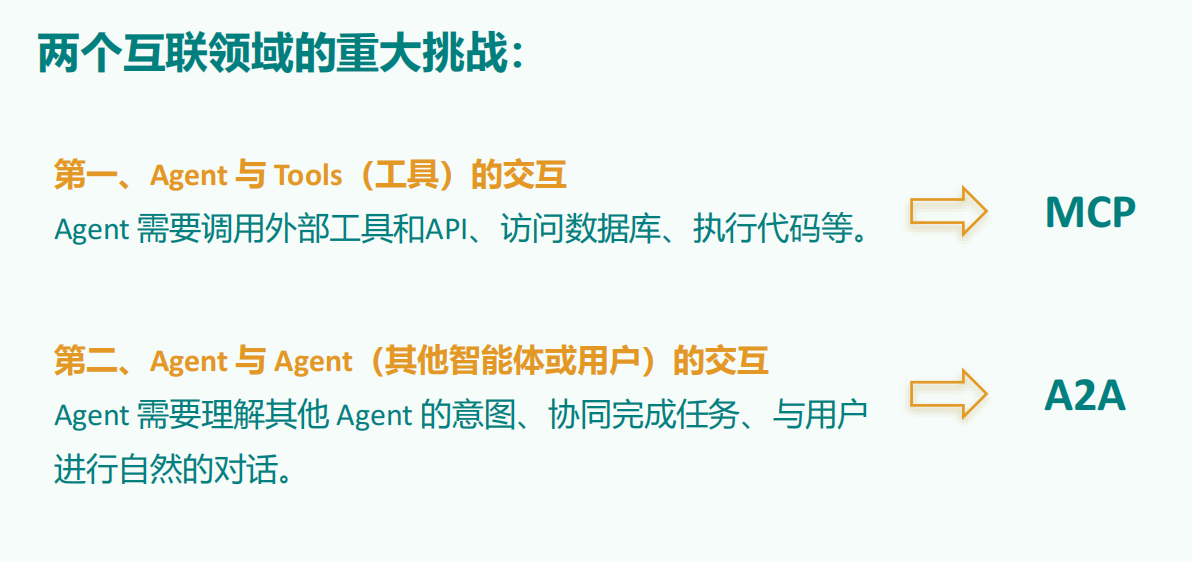 两个互联领域的重大挑战：
第一、Agent 与 Tools（工具）的交互
Agent 需要调用外部工具和API、访问数据库、执行代码等。
MCP
第二、Agent 与 Agent（其他智能体或用户）的交互
Agent 需要理解其他 Agent 的意图、协同完成任务、与用户
进行自然的对话。
A2A